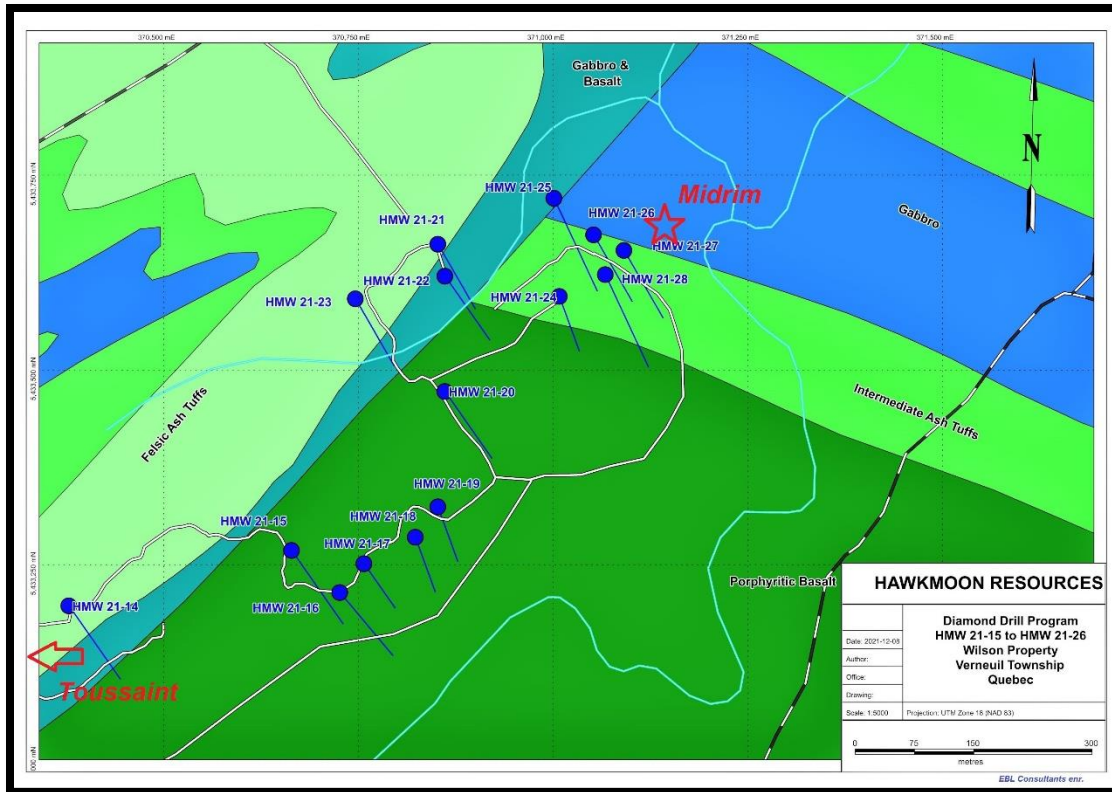 370,500 mE
370,750 mE
371,000 mE
371,250 mE
371,500 mE
Gabbro &
Basalt
N
5,433,750 mN
HMW 21-25
Midrim
HMW 21-26
Gabbro
HMW 21-21
HMW 21-27
HMW 21-22
HMW 21-28
HMW 21-23
HMW 21-24
5,433,500 mN
HMW 21-20
Intermediate Ash Tuffs
Felsic Ash Tuffs
HMW 21-19
HMW 21-15
HMW 21-18
HMW 21-17
5,433,250 mN
Porphyritic Basalt
HMW 21-16
HMW 21-14
Toussaint
000 mN
HAWKMOON RESOURCES
Diamond Drill Program
HMW 21-15 to HMW 21-26
Wilson Property
Verneuil Township
Quebec
Date: 2021-12-08
Author:
Office:
Drawing:
Scale: 1:5000
Projection: UTM Zone 18 (NAD 83)
0 75 150 300
metres
EBL Consultants enr.